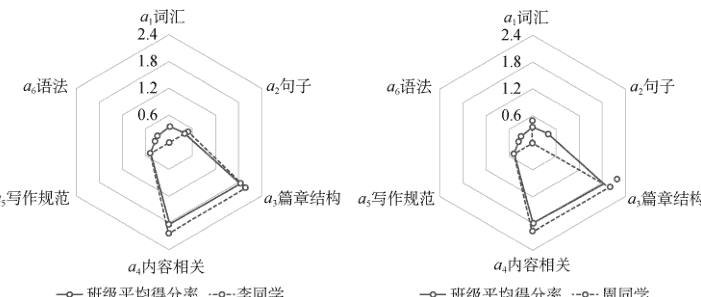 a₁词汇
2.4
1.8
1.2
0.6
a₂句子
a₃篇章结构
a₄内容相关
a₅写作规范
a₆语法
班级平均得分率 李同学
a₁词汇
2.4
1.8
1.2
0.6
a₂句子
a₃篇章结构
a₄内容相关
a₅写作规范
a₆语法
班级平均得分率 周同学